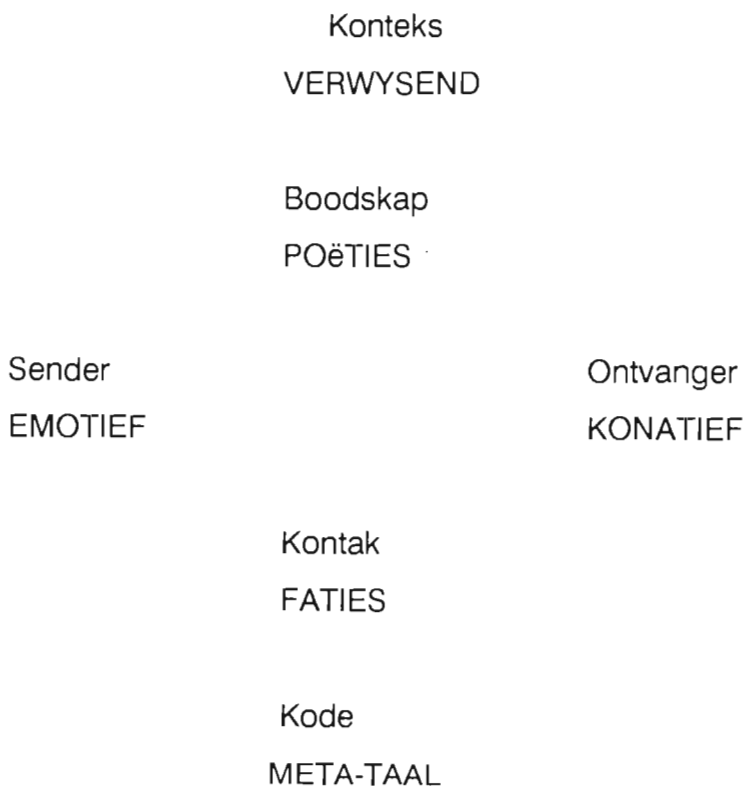 Konteks
VERWYSEND
Boodskap
POëTIES
Sender
Ontvanger
EMOTIEF
KONATIEF
Kontak
FATIES
Kode
META-TAAL